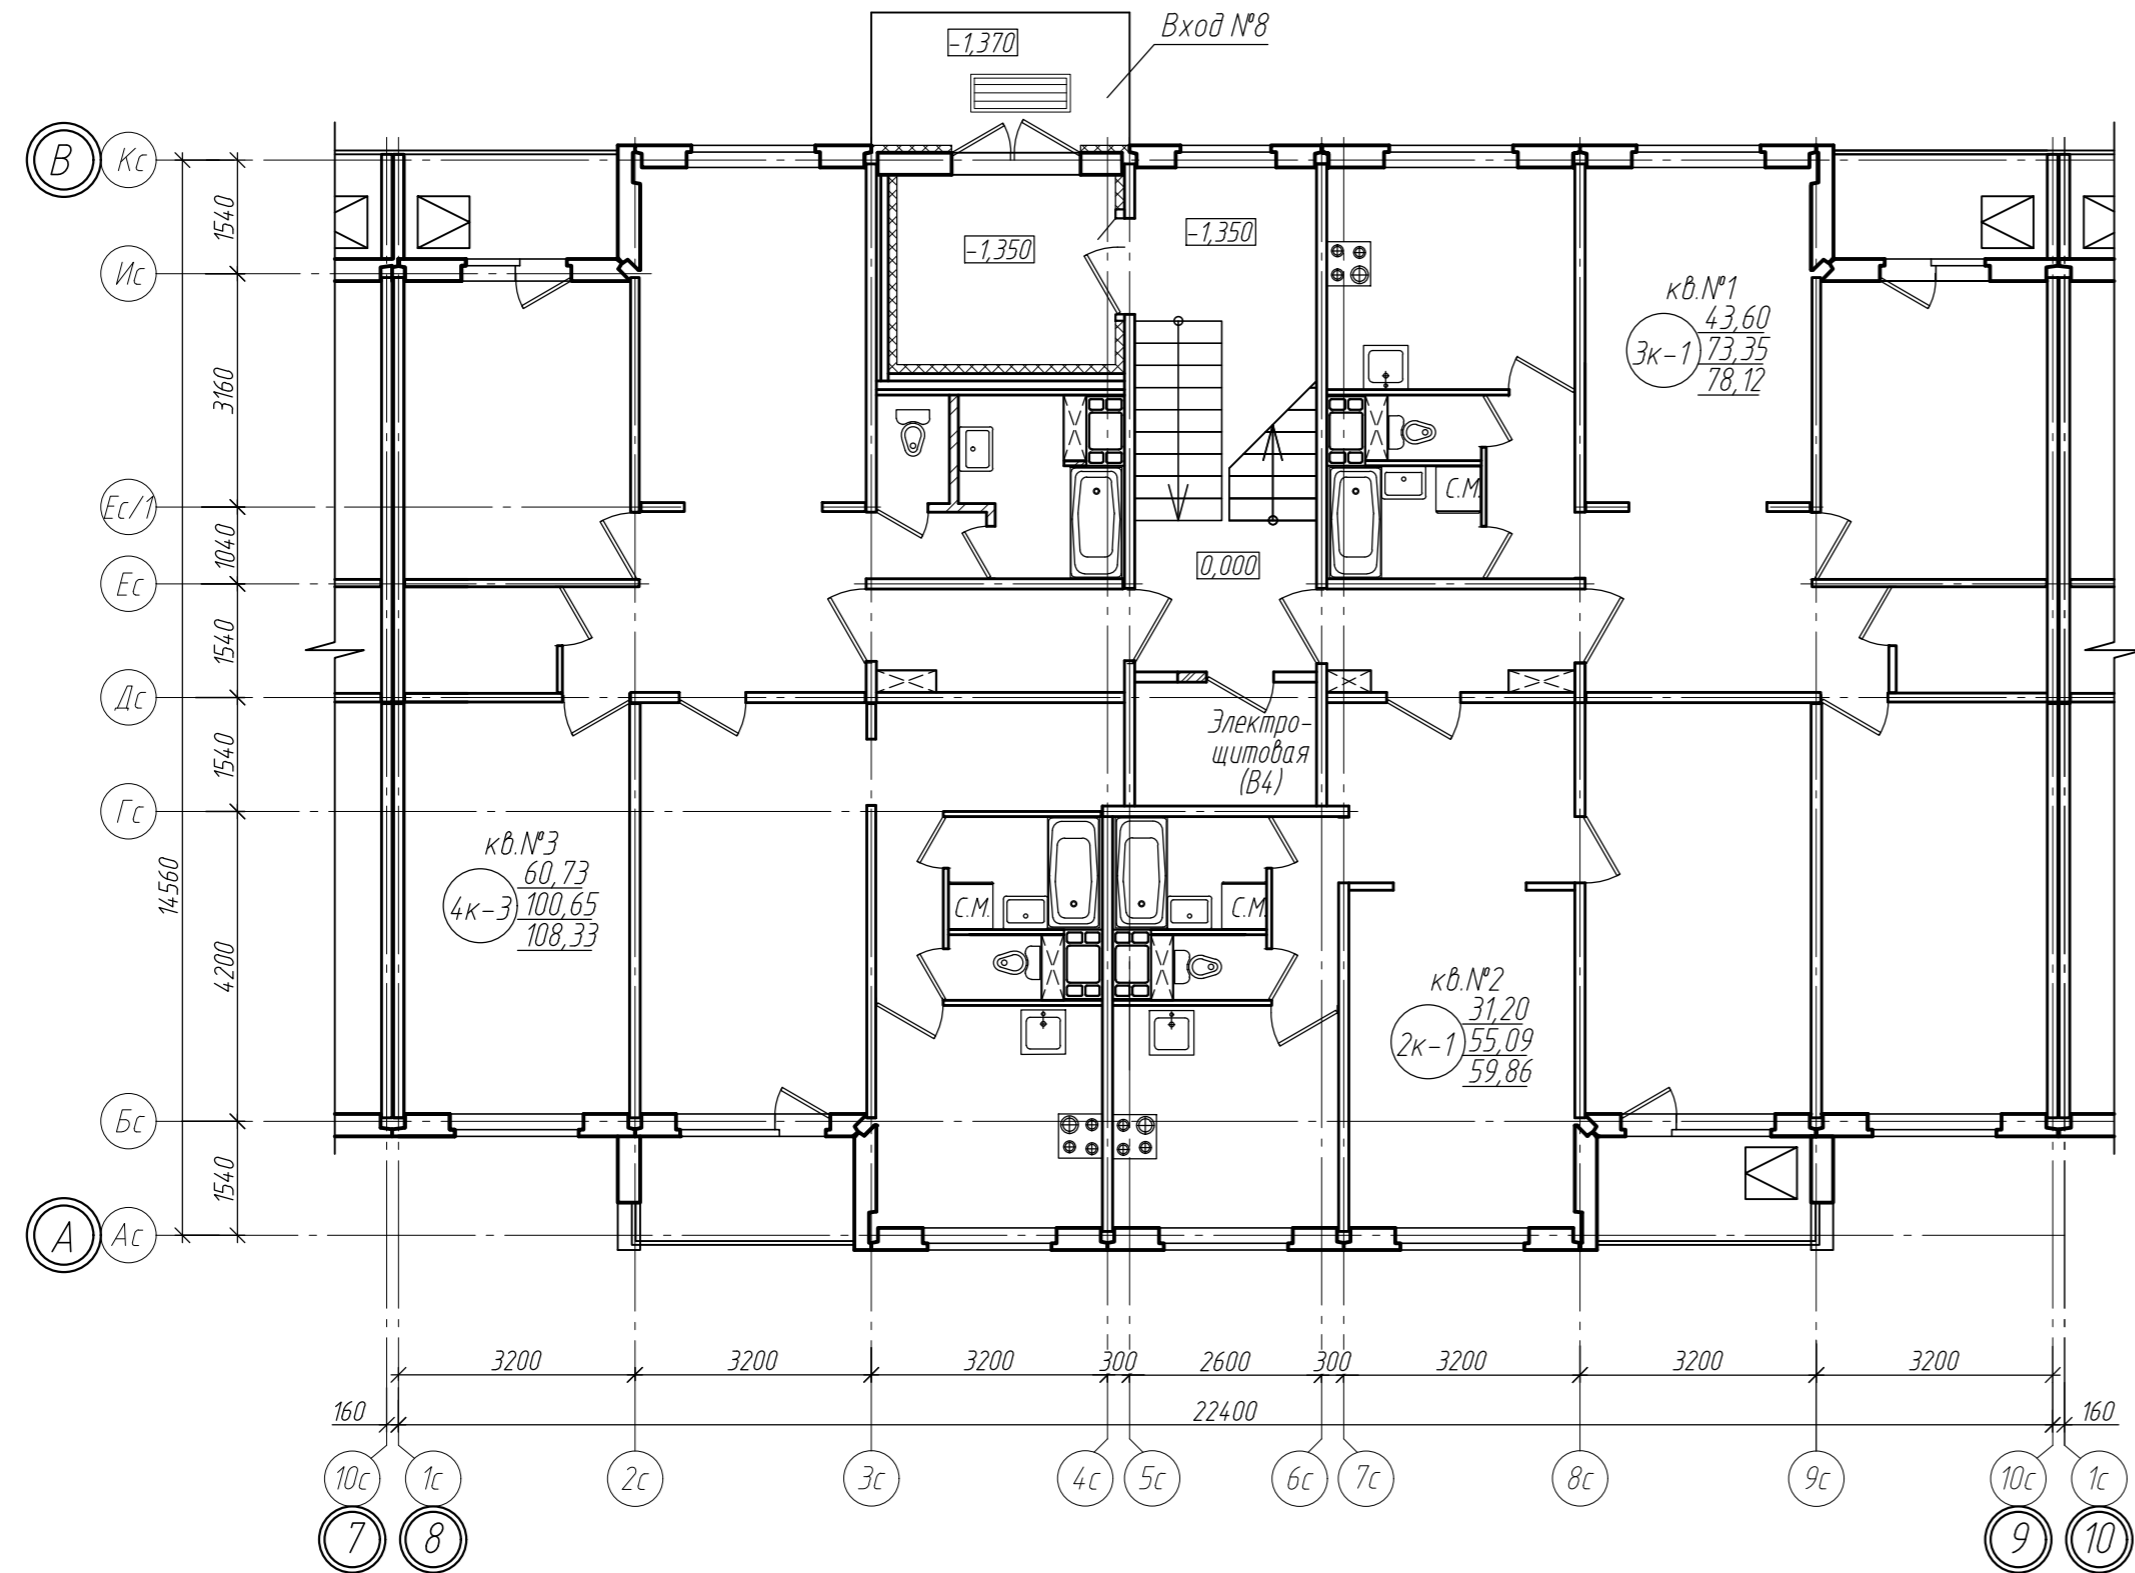 Вход №8
-1,370
В
Кс
1540
-1,350
-1,350
Ис
кв.№1
43,60
3к-1
73,35
78,12
3160
Ес/1
С.М.
1040
0,000
Ес
1540
Дс
Электро-
щитовая
(В4)
1540
Гс
кв.№3
60,73
4к-3
100,65
108,33
14560
С.М.
С.М.
4200
кв.№2
31,20
2к-1
55,09
59,86
Бс
1540
А
Ас
3200
3200
3200
300
2600
300
3200
3200
3200
160
22400
160
10с
1с
2с
3с
4с
5с
6с
7с
8с
9с
10с
1с
7
8
9
10